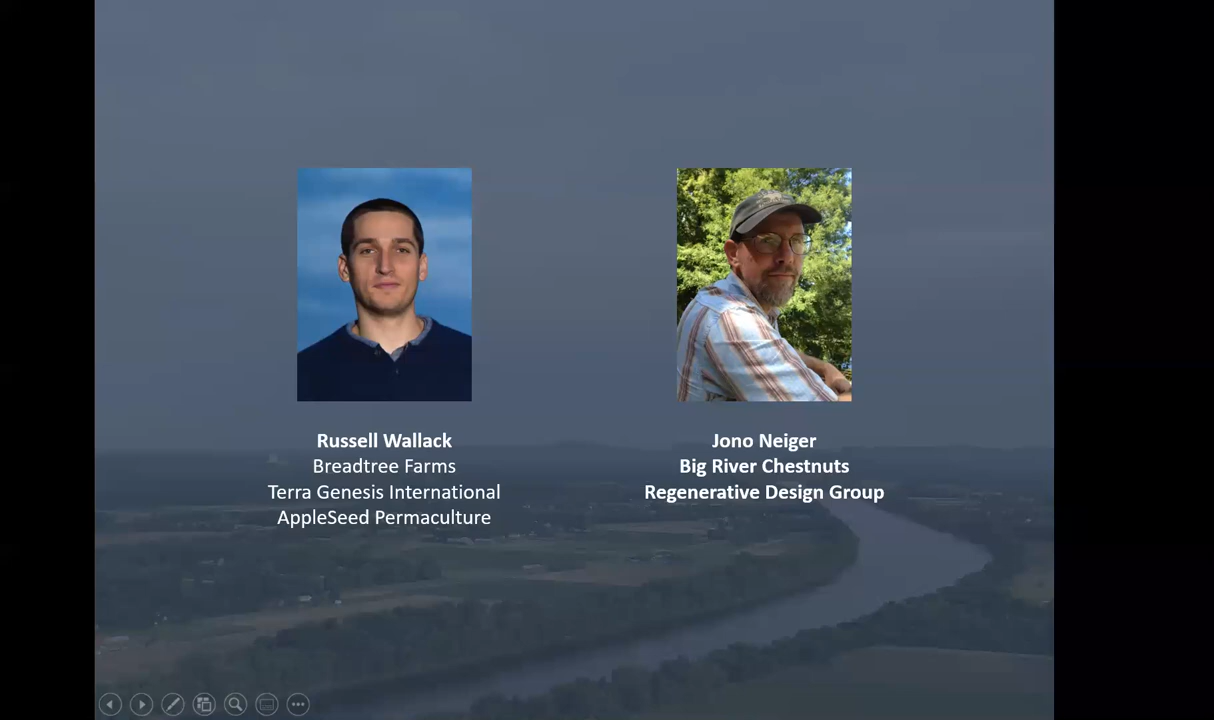 Russell Wallack
Breadtree Farms
Terra Genesis International
AppleSeed Permaculture
Jono Neiger
Big River Chestnuts
Regenerative Design Group